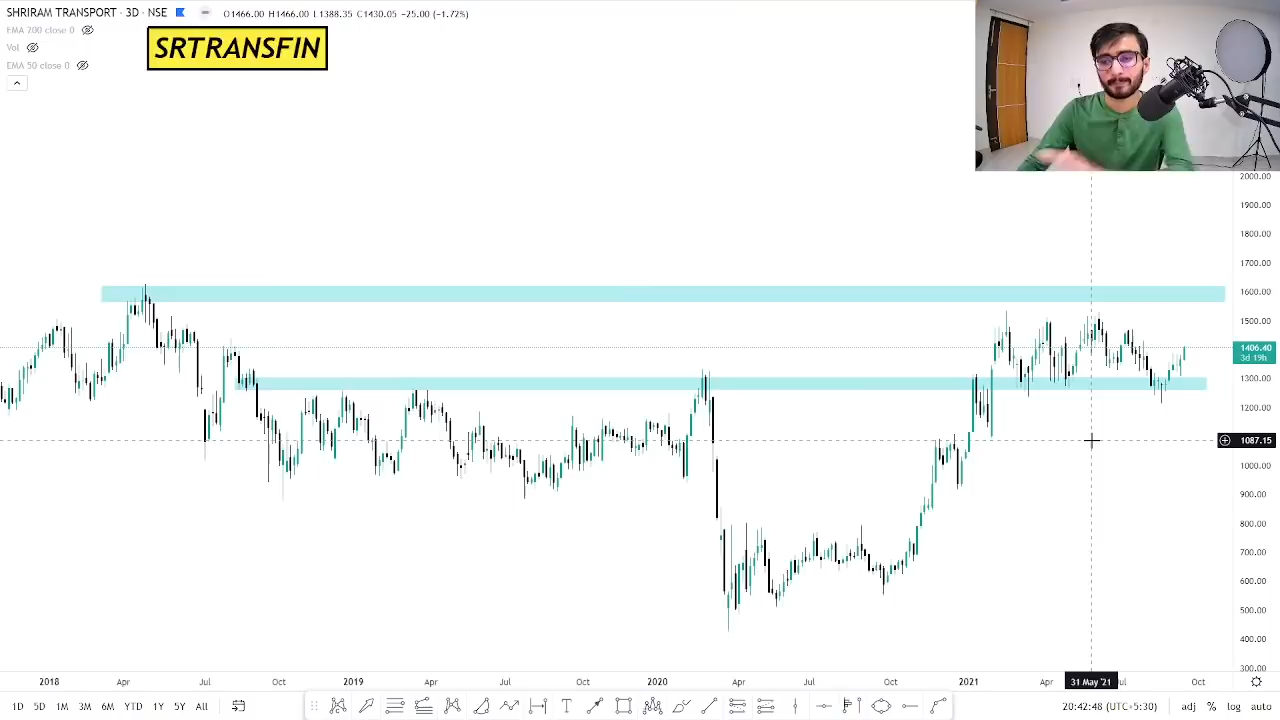 SHRIRAM TRANSPORT · 3D · NSE O1466.00 H1466.00 L1388.35 C1430.05 −25.00 (−1.72%)
EMA 200 close 0
Vol
EMA 50 close 0
SRTRANSFIN
2000.00
1900.00
1800.00
1700.00
1600.00
1500.00
1406.40
3d 19h
1300.00
1200.00
1087.15
1000.00
900.00
800.00
700.00
600.00
500.00
400.00
300.00
2018 Apr Jul Oct 2019 Apr Jul Oct 2020 Apr Jul Oct 2021 Apr 31 May '21 Jul Oct
1D 5D 1M 3M 6M YTD 1Y 5Y All 20:42:48 (UTC+5:30) adj % log auto